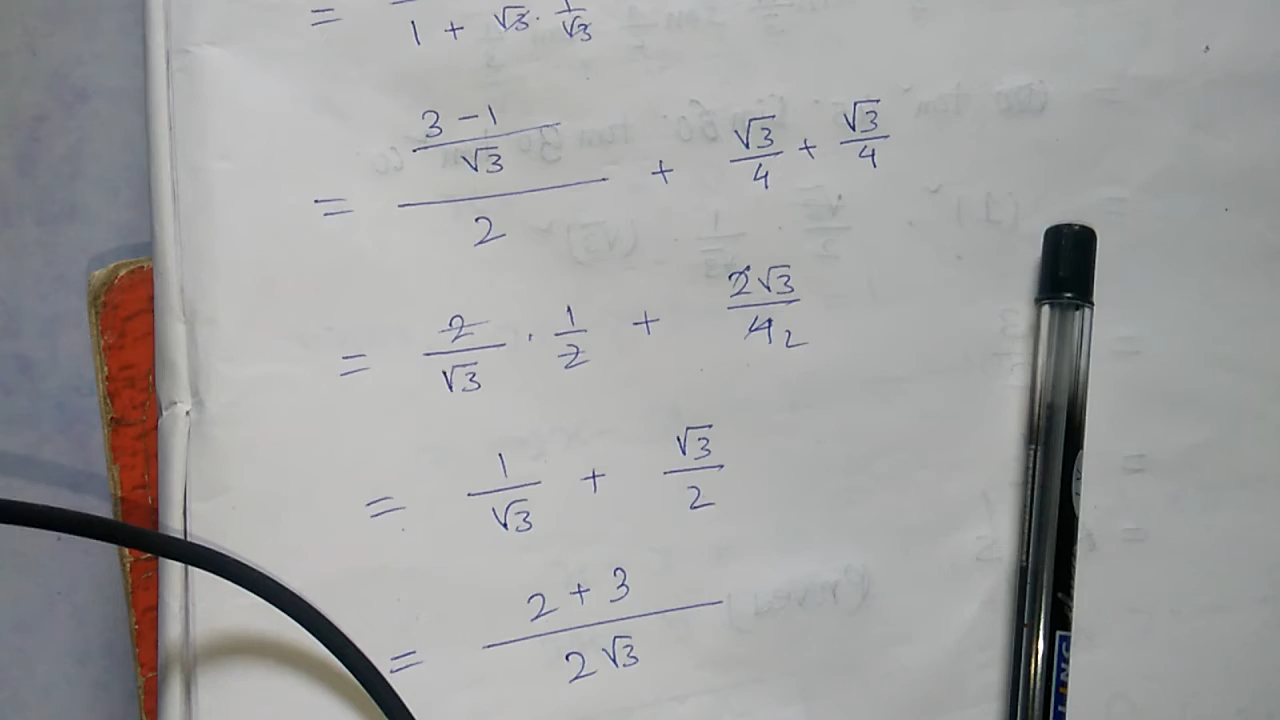 = 1 + √3 · 1/√3
= ((3 - 1)/√3)/2 + √3/4 + √3/4
= 2/√3 · 1/2 + 2√3/4 2
= 1/√3 + √3/2
= (2 + 3)/(2√3)